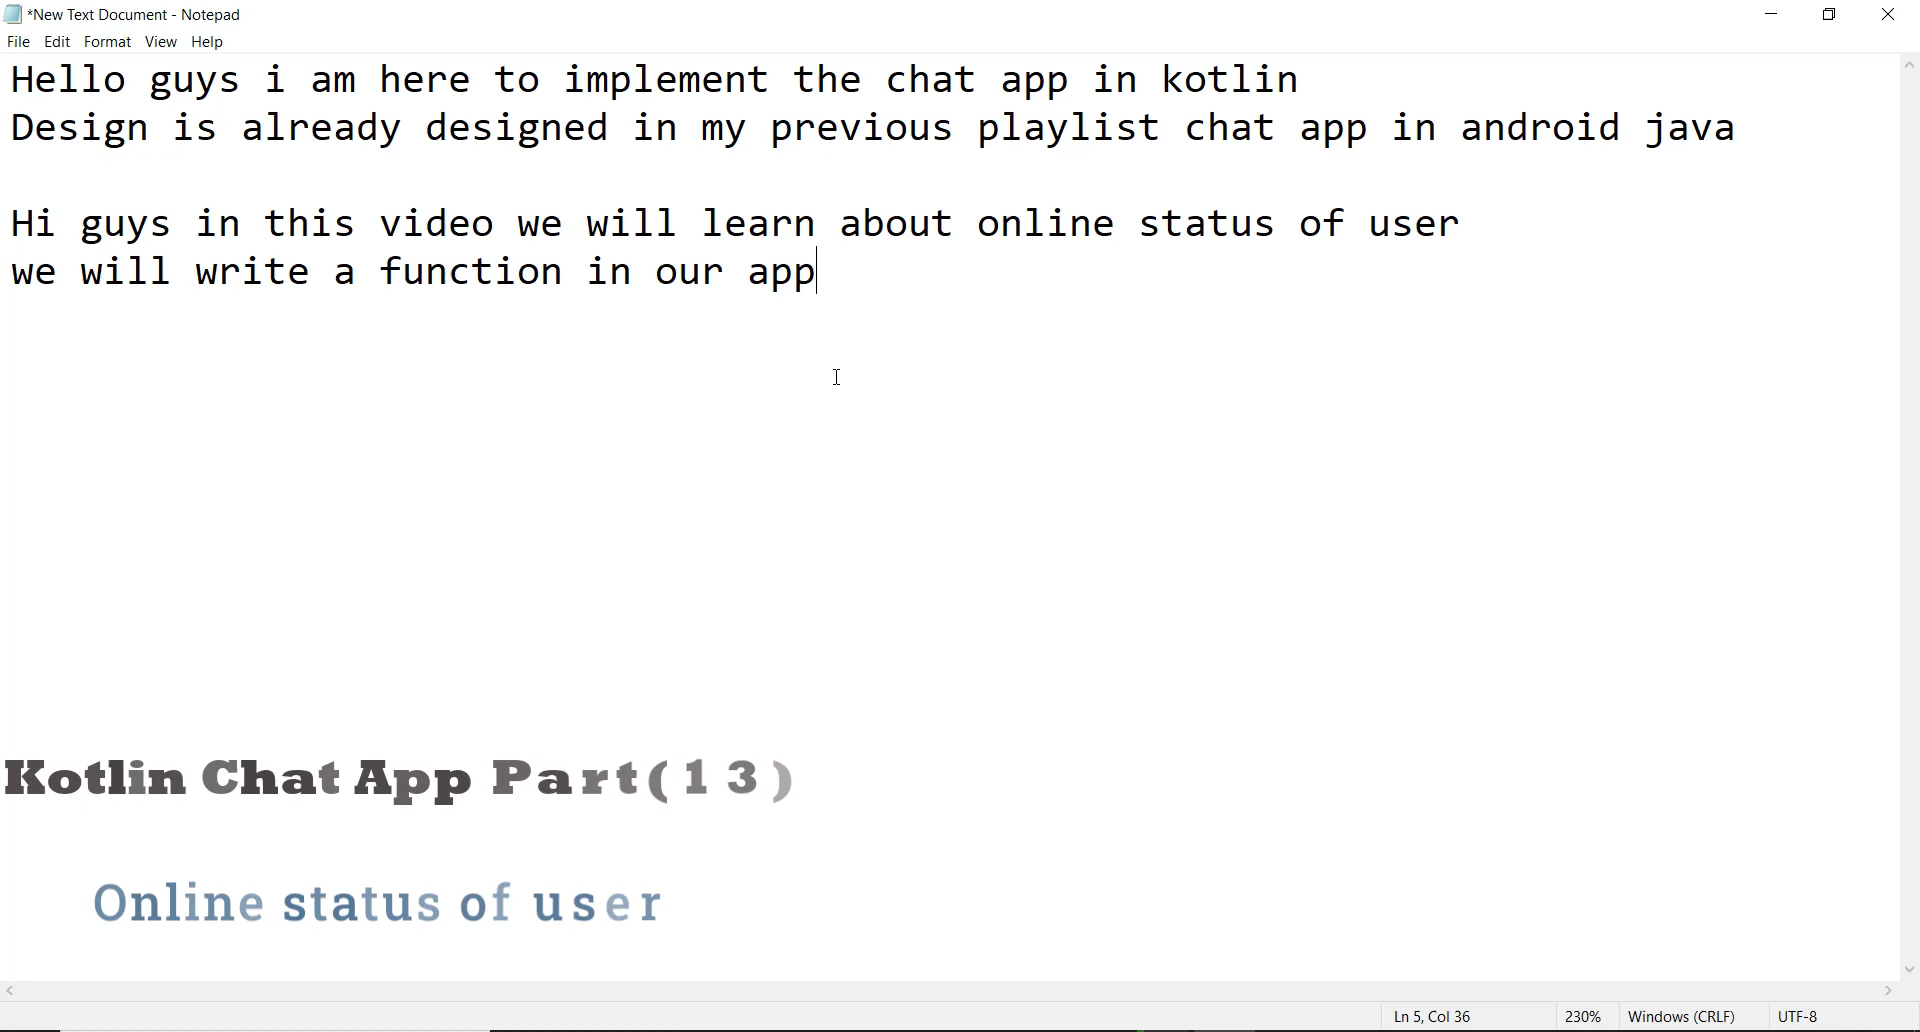 *New Text Document - Notepad
File Edit Format View Help
Hello guys i am here to implement the chat app in kotlin
Design is already designed in my previous playlist chat app in android java
Hi guys in this video we will learn about online status of user
we will write a function in our app
Kotlin Chat App Part(13)
Online status of user
Ln 5, Col 36 230% Windows (CRLF) UTF-8